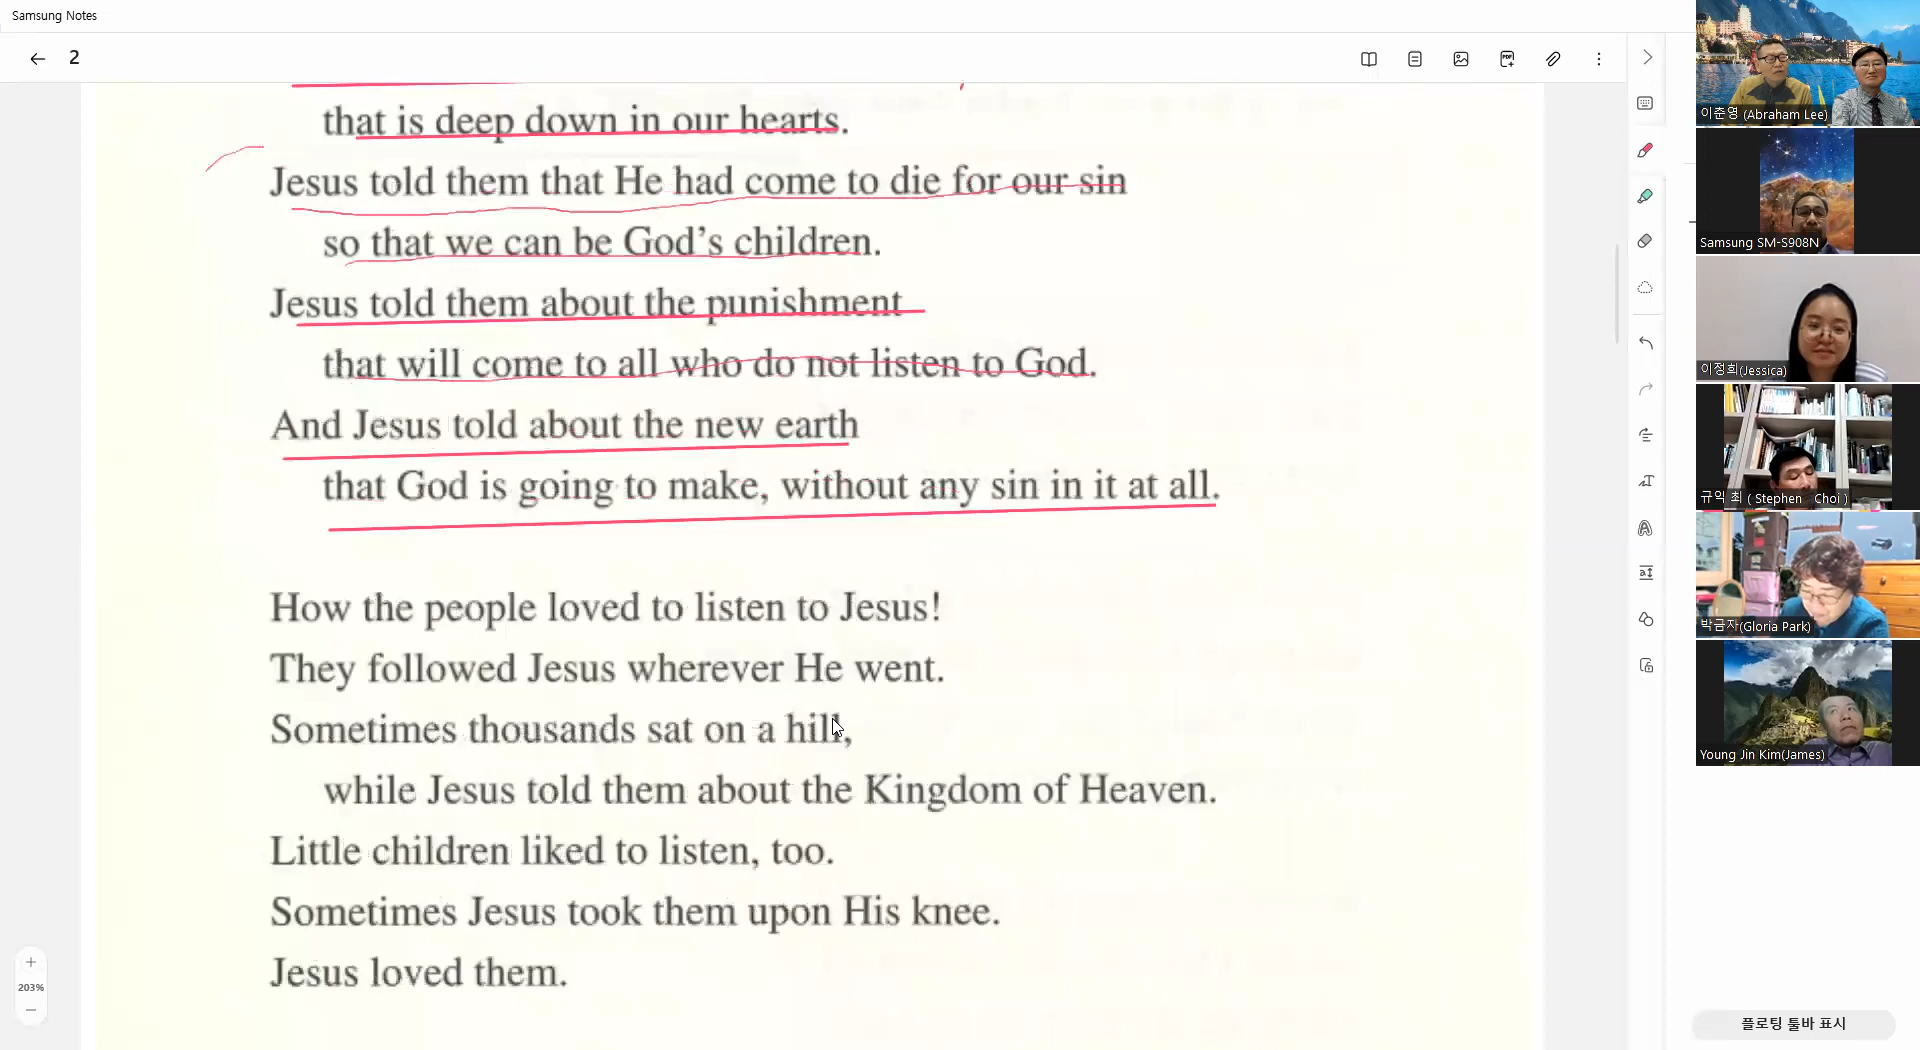 Samsung Notes
2
that is deep down in our hearts.
Jesus told them that He had come to die for our sin
so that we can be God's children.
Jesus told them about the punishment
that will come to all who do not listen to God.
And Jesus told about the new earth
that God is going to make, without any sin in it at all.
How the people loved to listen to Jesus!
They followed Jesus wherever He went.
Sometimes thousands sat on a hill,
while Jesus told them about the Kingdom of Heaven.
Little children liked to listen, too.
Sometimes Jesus took them upon His knee.
Jesus loved them.
203%
이춘영 (Abraham Lee)
Samsung SM-S908N
이정희(Jessica)
규익 최 ( Stephen Choi )
박금자(Gloria Park)
Young Jin Kim(James)
플로팅 툴바 표시